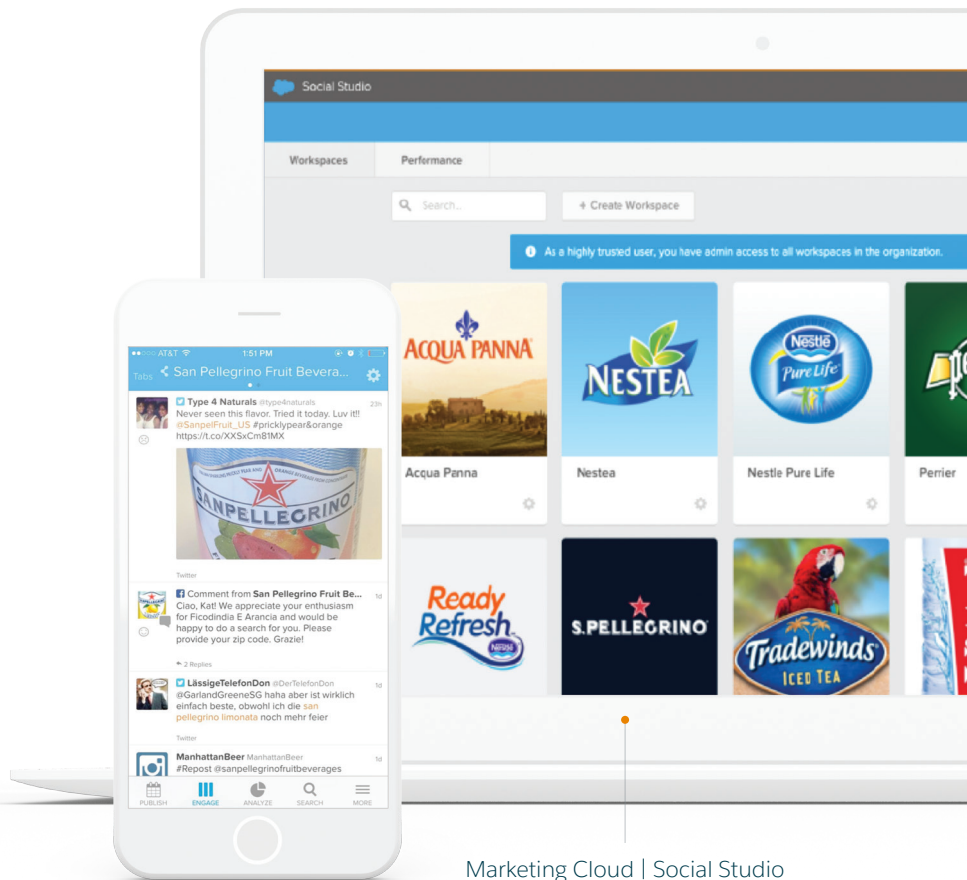 Social Studio
Workspaces Performance
Search... + Create Workspace
As a highly trusted user, you have admin access to all workspaces in the organization.
ACQUA PANNA
NESTEA
Nestlé
Pure Life
Acqua Panna
Nestea
Nestle Pure Life
Perrier
Ready
Refresh
Nestlé
S.PELLEGRINO
Tradewinds
ICED TEA
AT&T 1:51 PM
Tabs San Pellegrino Fruit Bevera...
Type 4 Naturals @type4naturals 23h
Never seen this flavor. Tried it today. Luv it!!
@SanpelFruit_US #pricklypear&orange
https://t.co/XXSxCm81MX
SANPELLEGRINO
Twitter
Comment from San Pellegrino Fruit Be... 1d
Ciao, Kat! We appreciate your enthusiasm
for Ficodindia E Arancia and would be
happy to do a search for you. Please
provide your zip code. Grazie!
2 Replies
LässigeTelefonDon @DerTelefonDon 1d
@GarlandGreeneSG haha aber ist wirklich
einfach beste, obwohl ich die san
pellegrino limonata noch mehr feier
Twitter
ManhattanBeer ManhattanBeer 1d
#Repost @sanpellegrinofruitbeverages
PUBLISH ENGAGE ANALYZE SEARCH MORE
Marketing Cloud | Social Studio